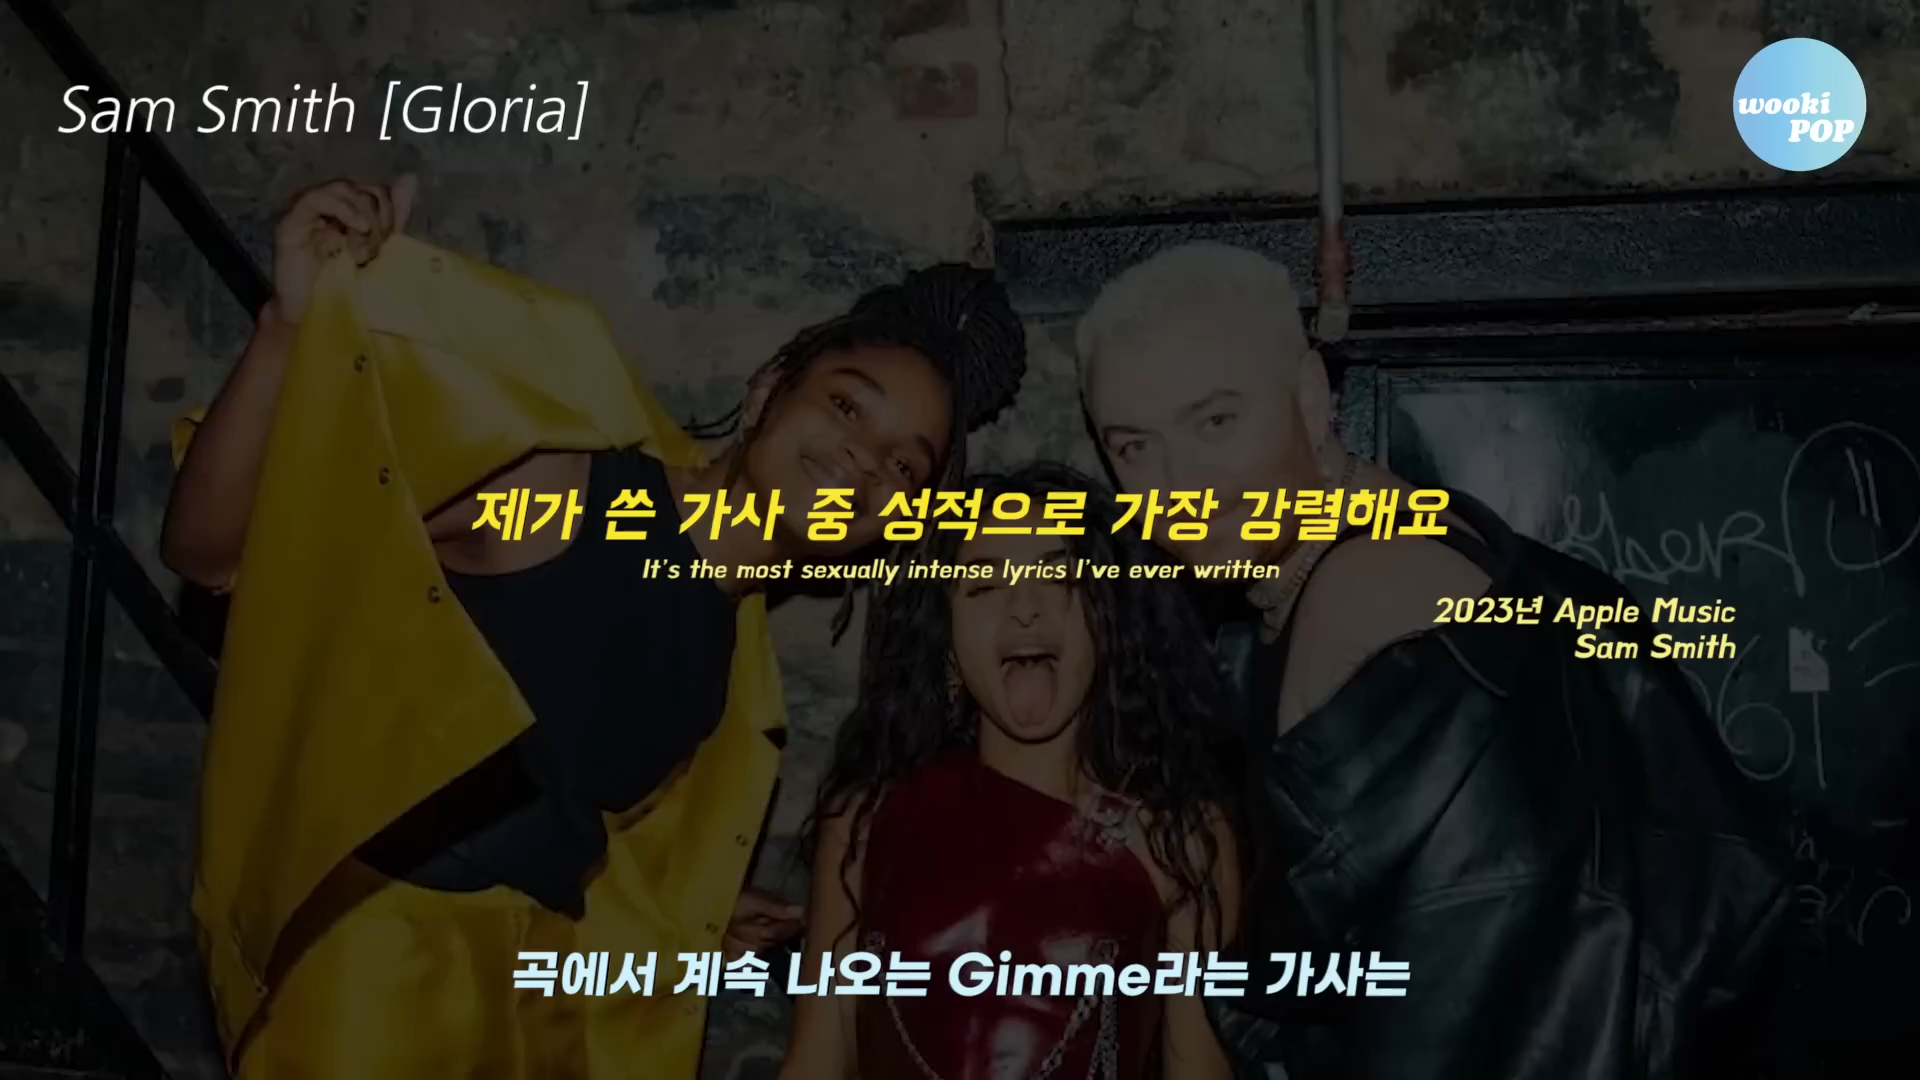 Sam Smith [Gloria]
wooki
POP
제가 쓴 가사 중 성적으로 가장 강렬해요
It's the most sexually intense lyrics I've ever written
2023년 Apple Music
Sam Smith
곡에서 계속 나오는 Gimme라는 가사는